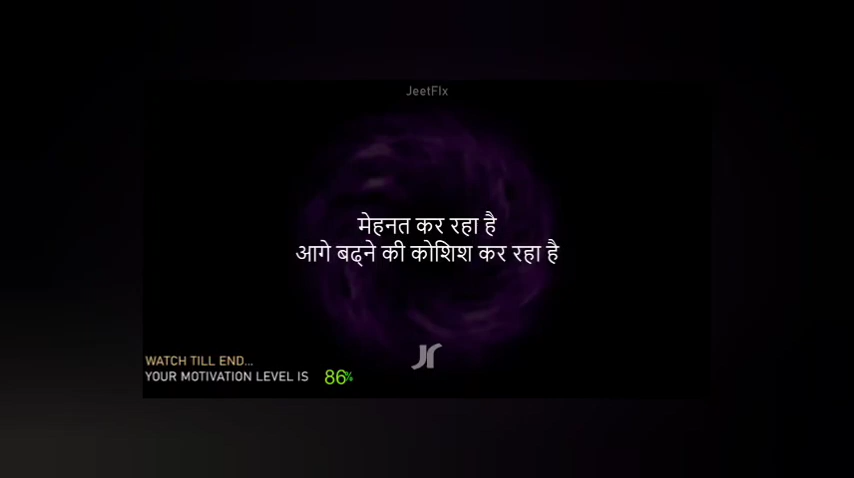 JeetFlx
मेहनत कर रहा है
आगे बढ़ने की कोशिश कर रहा है
Jr
WATCH TILL END...
YOUR MOTIVATION LEVEL IS 86%